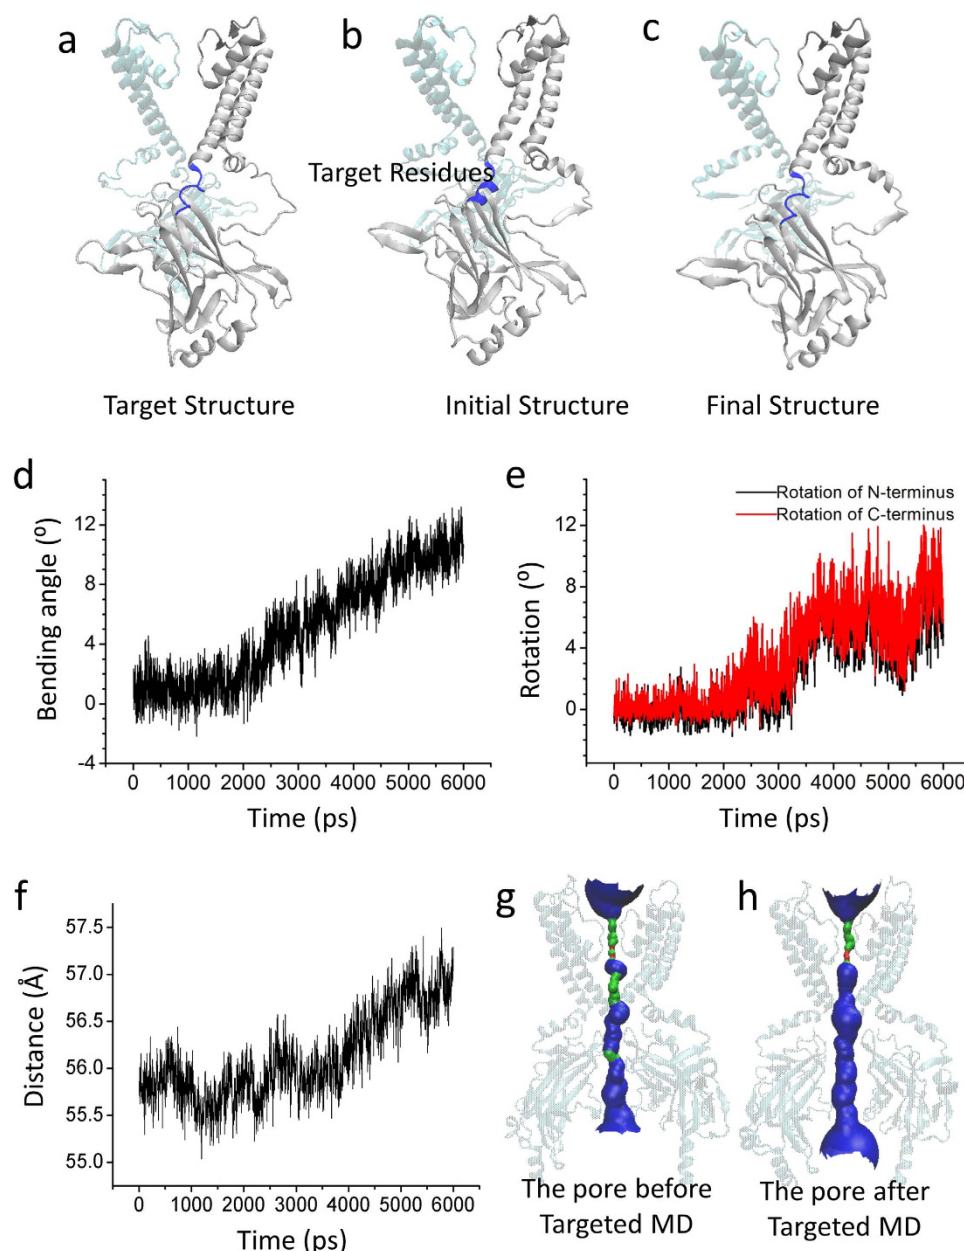 a
b
c
Target Residues
Target Structure
Initial Structure
Final Structure
d
12
8
4
0
-4
Bending angle (º)
0 1000 2000 3000 4000 5000 6000
Time (ps)
e
Rotation of N-terminus
Rotation of C-terminus
12
8
4
0
Rotation (º)
0 1000 2000 3000 4000 5000 6000
Time (ps)
f
57.5
57.0
56.5
56.0
55.5
55.0
Distance (Å)
0 1000 2000 3000 4000 5000 6000
Time (ps)
g
The pore before
Targeted MD
h
The pore after
Targeted MD